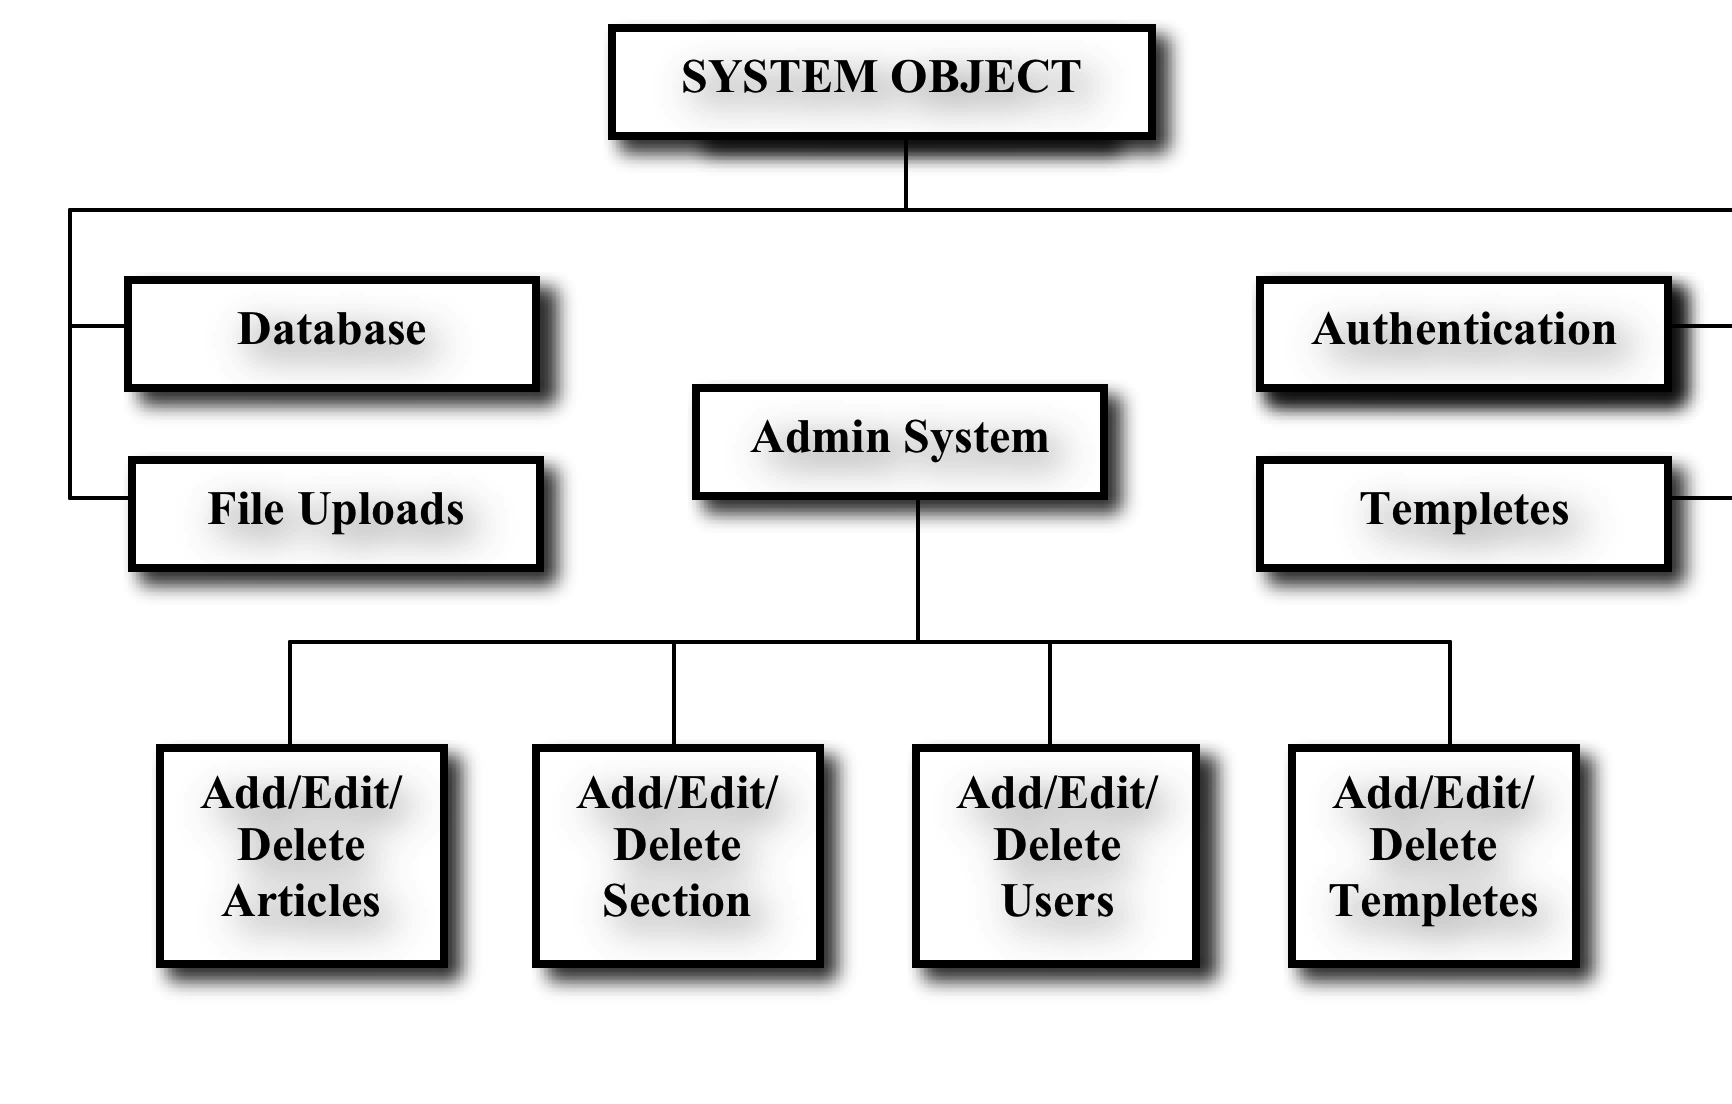 SYSTEM OBJECT
Database
Authentication
Admin System
File Uploads
Templetes
Add/Edit/
Delete
Articles
Add/Edit/
Delete
Section
Add/Edit/
Delete
Users
Add/Edit/
Delete
Templetes